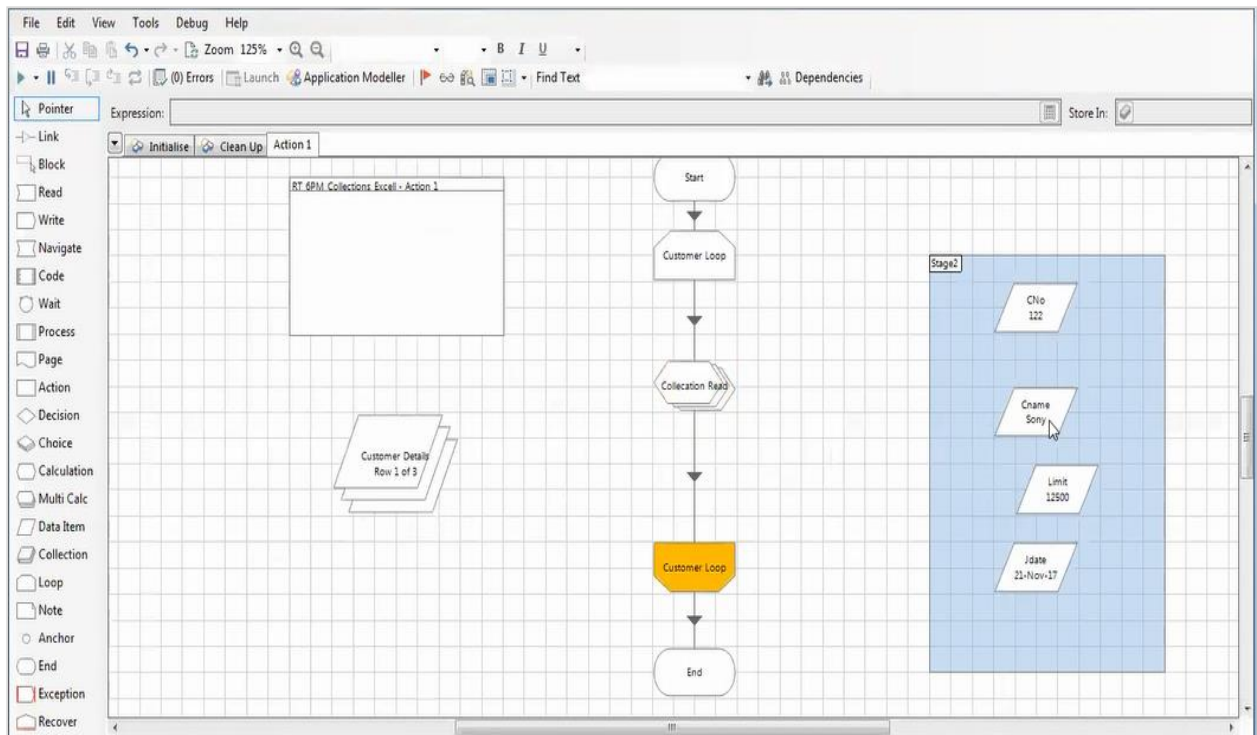 File Edit View Tools Debug Help
Zoom 125% B I U
(0) Errors Launch Application Modeller Find Text Dependencies
Pointer
Link
Block
Read
Write
Navigate
Code
Wait
Process
Page
Action
Decision
Choice
Calculation
Multi Calc
Data Item
Collection
Loop
Note
Anchor
End
Exception
Recover
Expression: Store In:
Initialise Clean Up Action 1
RT 6PM Collections Excell - Action 1
Customer Details
Row 1 of 3
Start
Customer Loop
Collecation Read
Customer Loop
End
Stage2
CNo
122
Cname
Sony
Limit
12500
Jdate
21-Nov-17